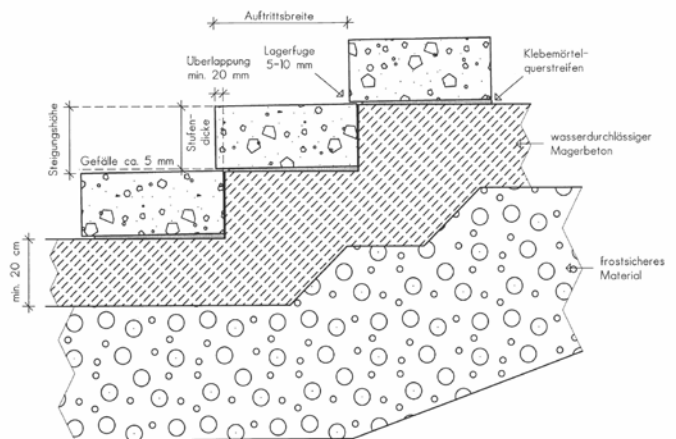 Auftrittsbreite
Lagerfuge
5-10 mm
Klebemörtel-
querstreifen
Überlappung
min. 20 mm
Steigungshöhe
Stufen-
dicke
wasserdurchlässiger
Magerbeton
Gefälle ca. 5 mm
min. 20 cm
frostsicheres
Material